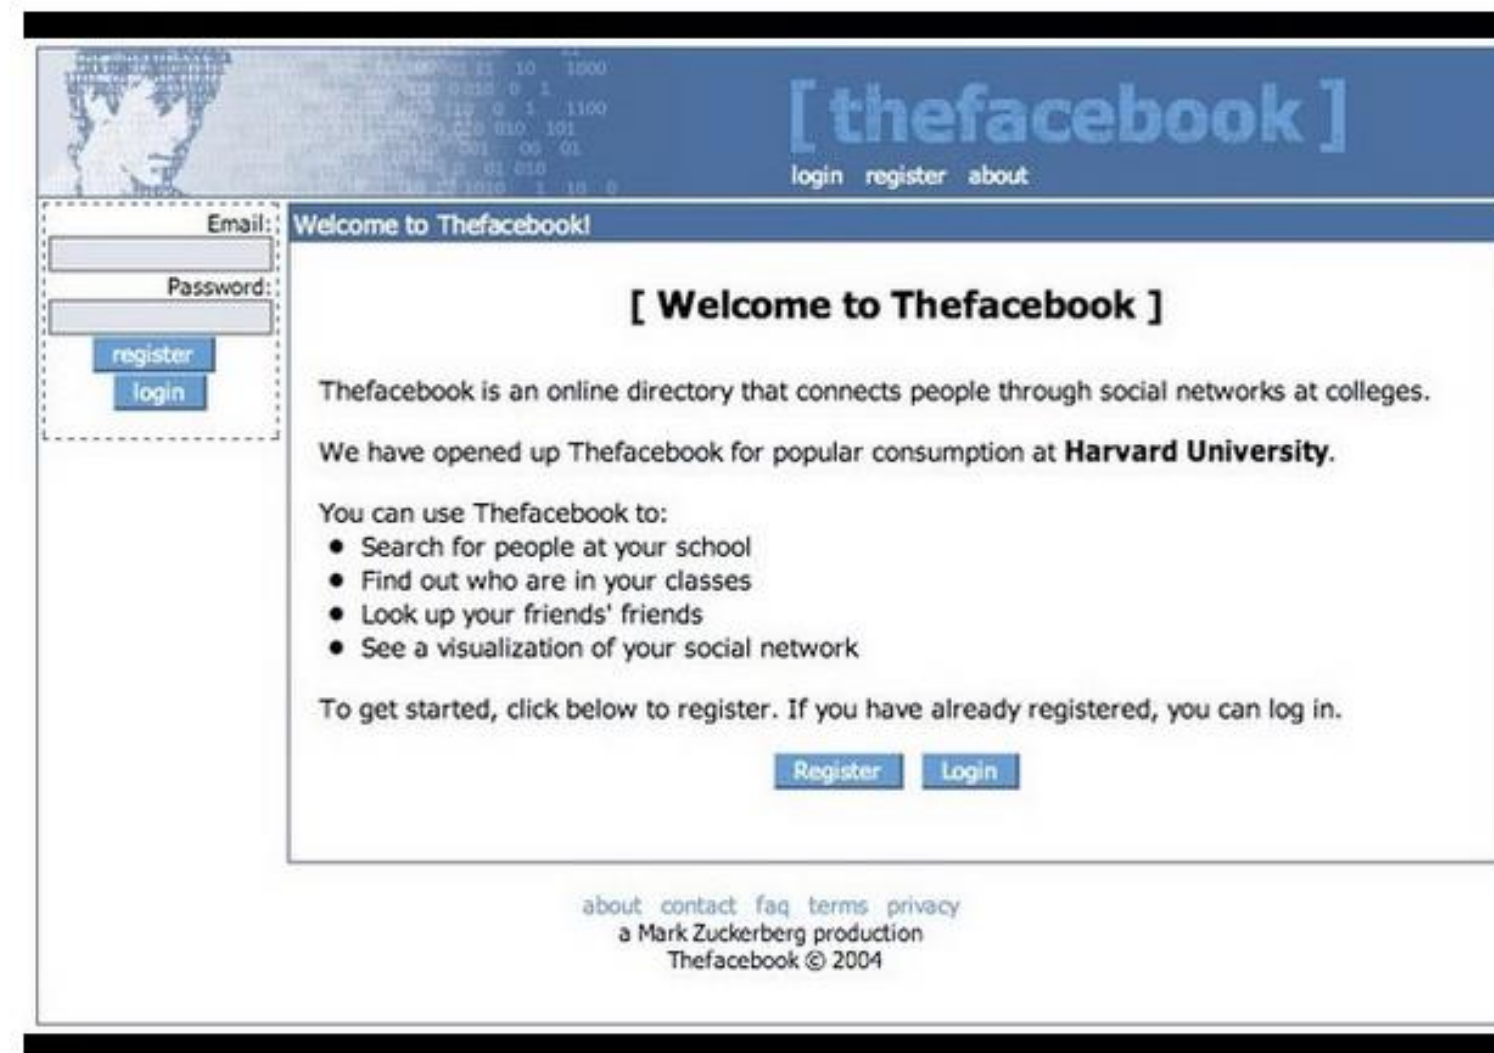 [ thefacebook ]
login register about
Email:
Password:
register
login
Welcome to Thefacebook!
[ Welcome to Thefacebook ]
Thefacebook is an online directory that connects people through social networks at colleges.
We have opened up Thefacebook for popular consumption at Harvard University.
You can use Thefacebook to:
• Search for people at your school
• Find out who are in your classes
• Look up your friends' friends
• See a visualization of your social network
To get started, click below to register. If you have already registered, you can log in.
Register Login
about contact faq terms privacy
a Mark Zuckerberg production
Thefacebook © 2004